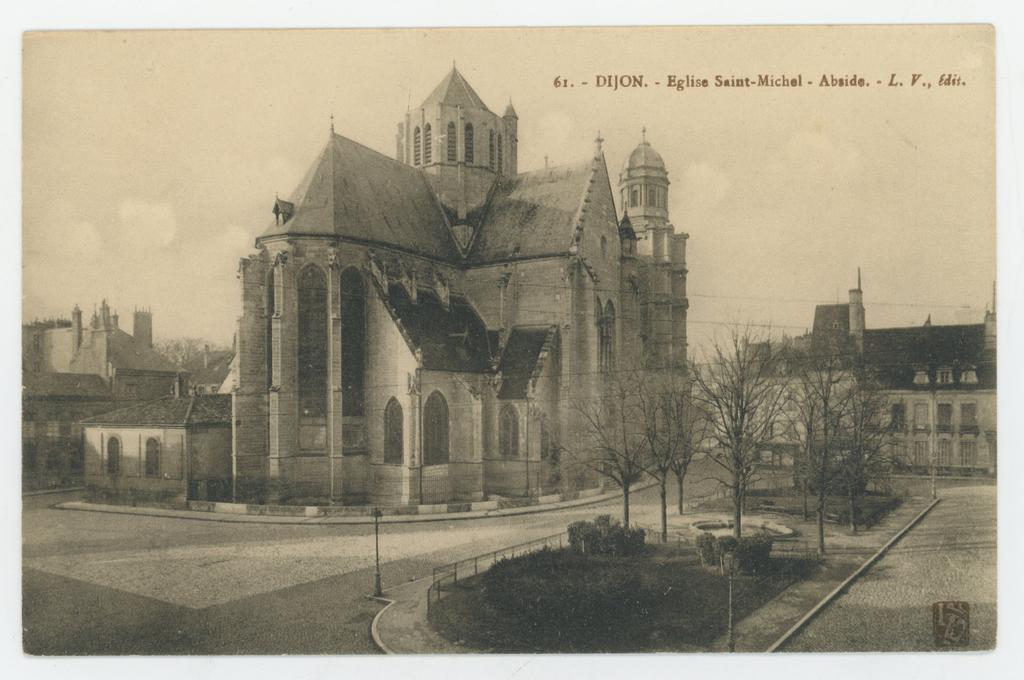 61. - DIJON. - Eglise Saint-Michel - Abside. - L. V., édit.